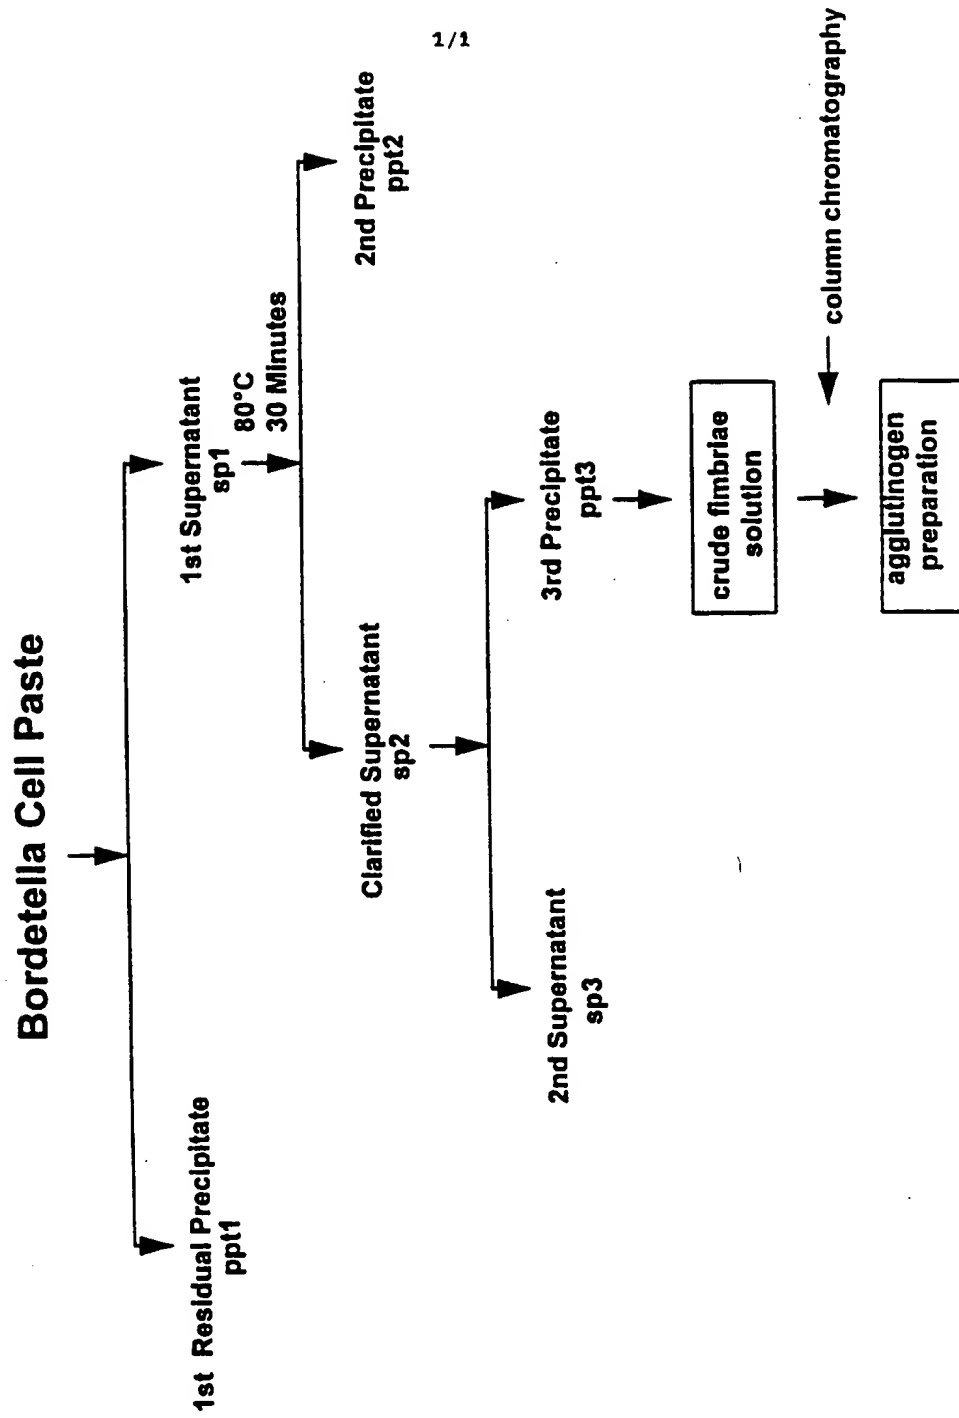 1/1
Bordetella Cell Paste
1st Residual Precipitate
ppt1
1st Supernatant
sp1
80°C
30 Minutes
Clarified Supernatant
sp2
2nd Precipitate
ppt2
2nd Supernatant
sp3
3rd Precipitate
ppt3
crude fimbriae
solution
column chromatography
agglutinogen
preparation